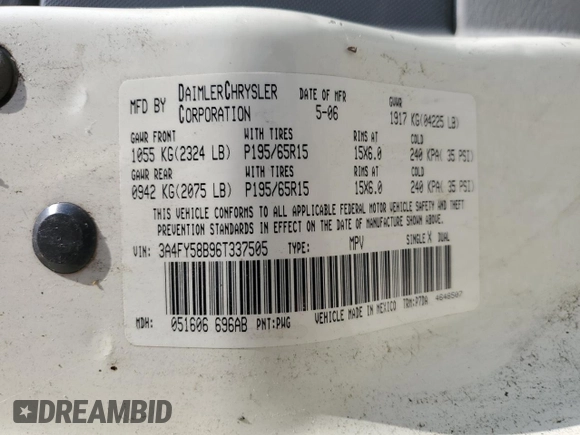 MFD BY DAIMLERCHRYSLER CORPORATION DATE OF MFR 5-06 GVWR 1917 KG(04225 LB)
GAWR FRONT WITH TIRES RIMS AT COLD
1055 KG(2324 LB) P195/65R15 15X6.0 240 KPA( 35 PSI)
GAWR REAR WITH TIRES RIMS AT COLD
0942 KG(2075 LB) P195/65R15 15X6.0 240 KPA( 35 PSI)
THIS VEHICLE CONFORMS TO ALL APPLICABLE FEDERAL MOTOR VEHICLE SAFETY AND THEFT
PREVENTION STANDARDS IN EFFECT ON THE DATE OF MANUFACTURE SHOWN ABOVE.
VIN: 3A4FY58B96T337505 TYPE: MPV SINGLE X DUAL
MDH: 051606 696AB PNT:PWG VEHICLE MADE IN MEXICO TRM:P7DA
DREAMBID